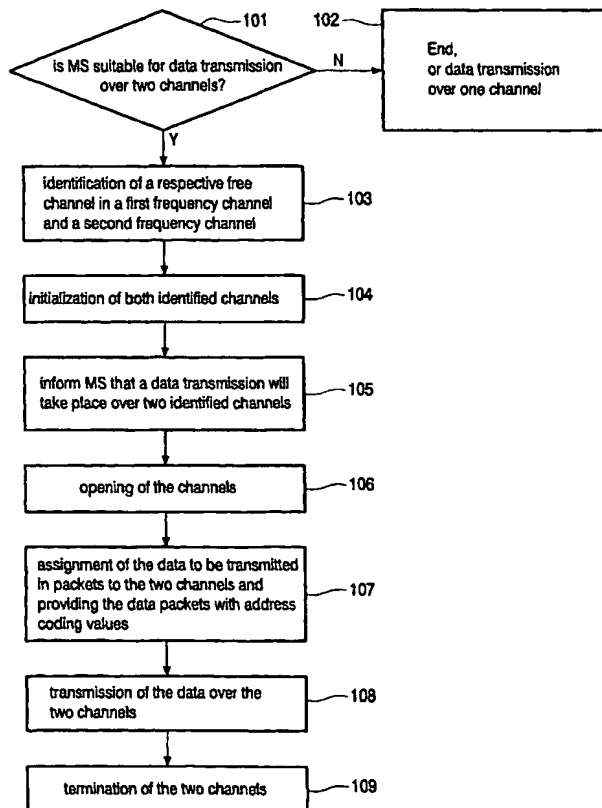 101
is MS suitable for data transmission
over two channels?
N
102
End,
or data transmission
over one channel
Y
identification of a respective free
channel in a first frequency channel
and a second frequency channel
103
initialization of both identified channels
104
inform MS that a data transmission will
take place over two identified channels
105
opening of the channels
106
assignment of the data to be transmitted
in packets to the two channels and
providing the data packets with address
coding values
107
transmission of the data over the
two channels
108
termination of the two channels
109